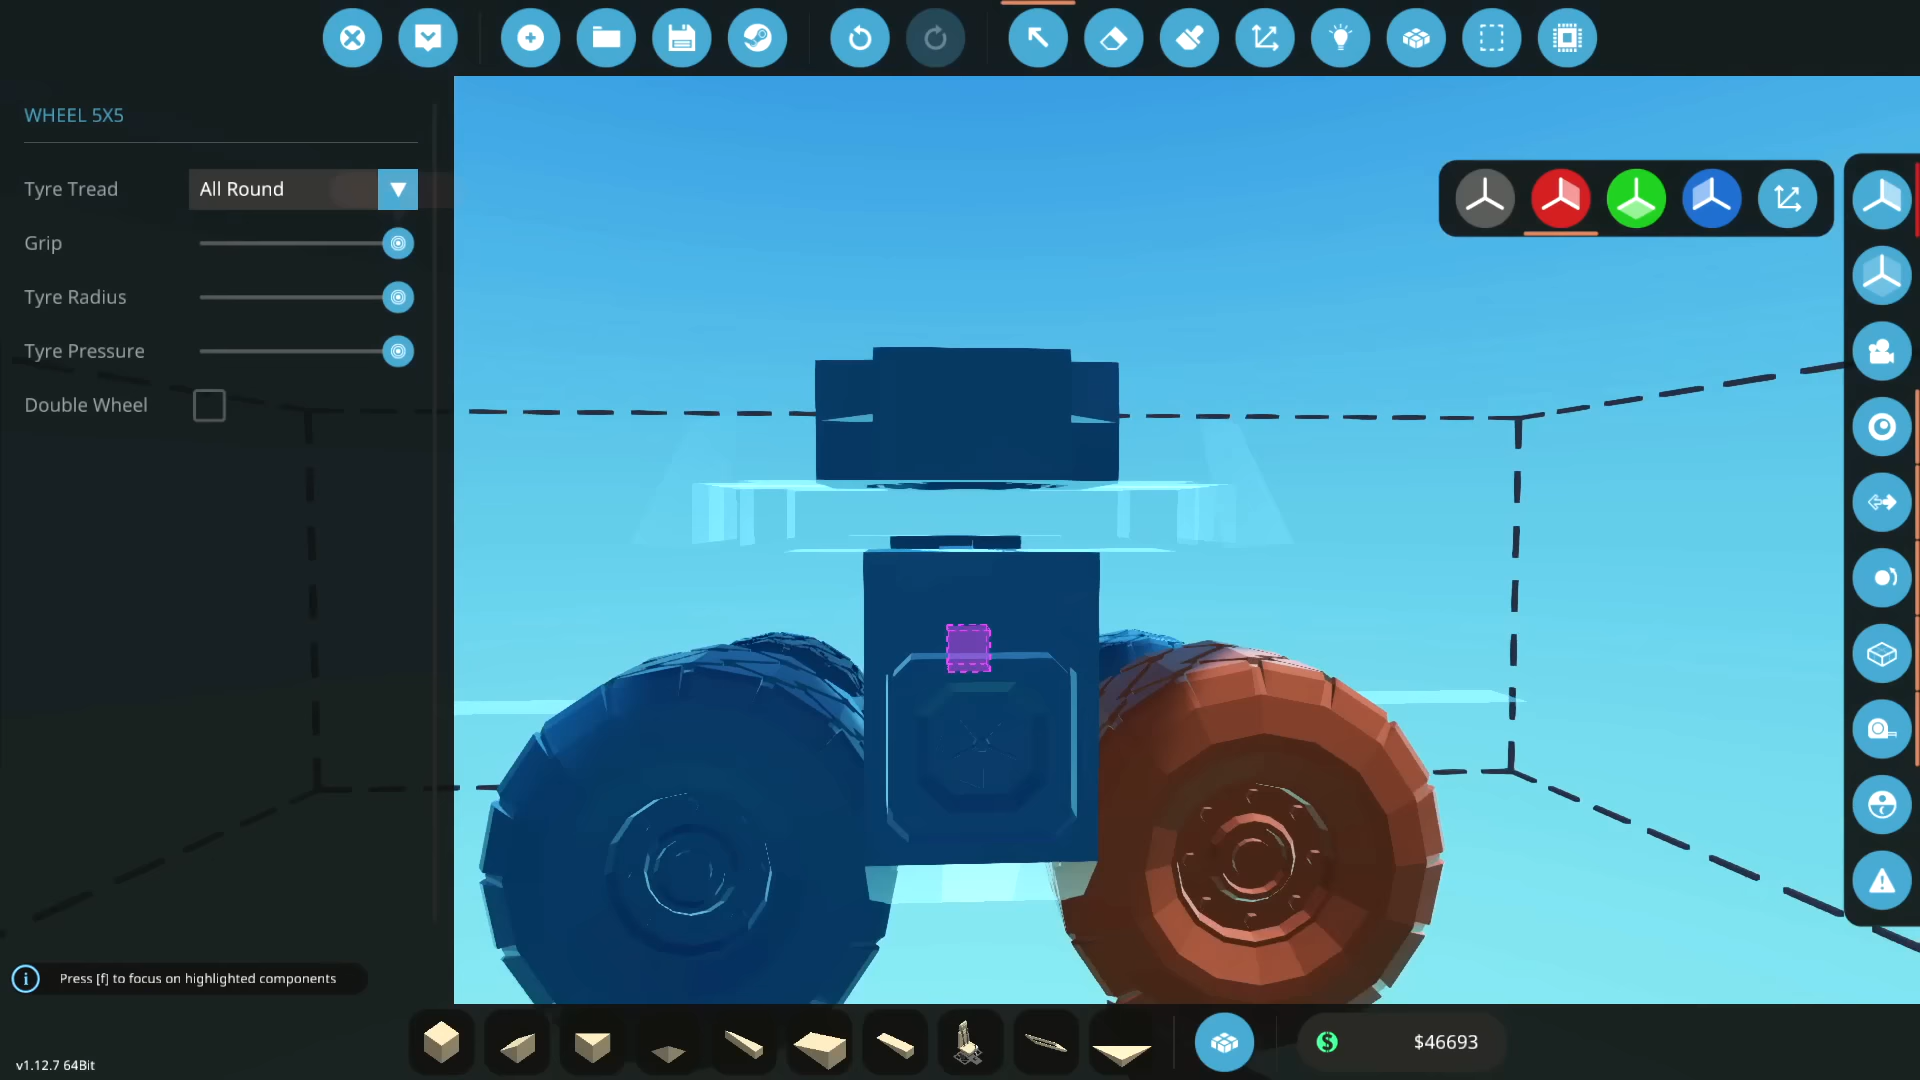 WHEEL 5X5
Tyre Tread
All Round
Grip
Tyre Radius
Tyre Pressure
Double Wheel
Press [f] to focus on highlighted components
$46693
v1.12.7 64Bit